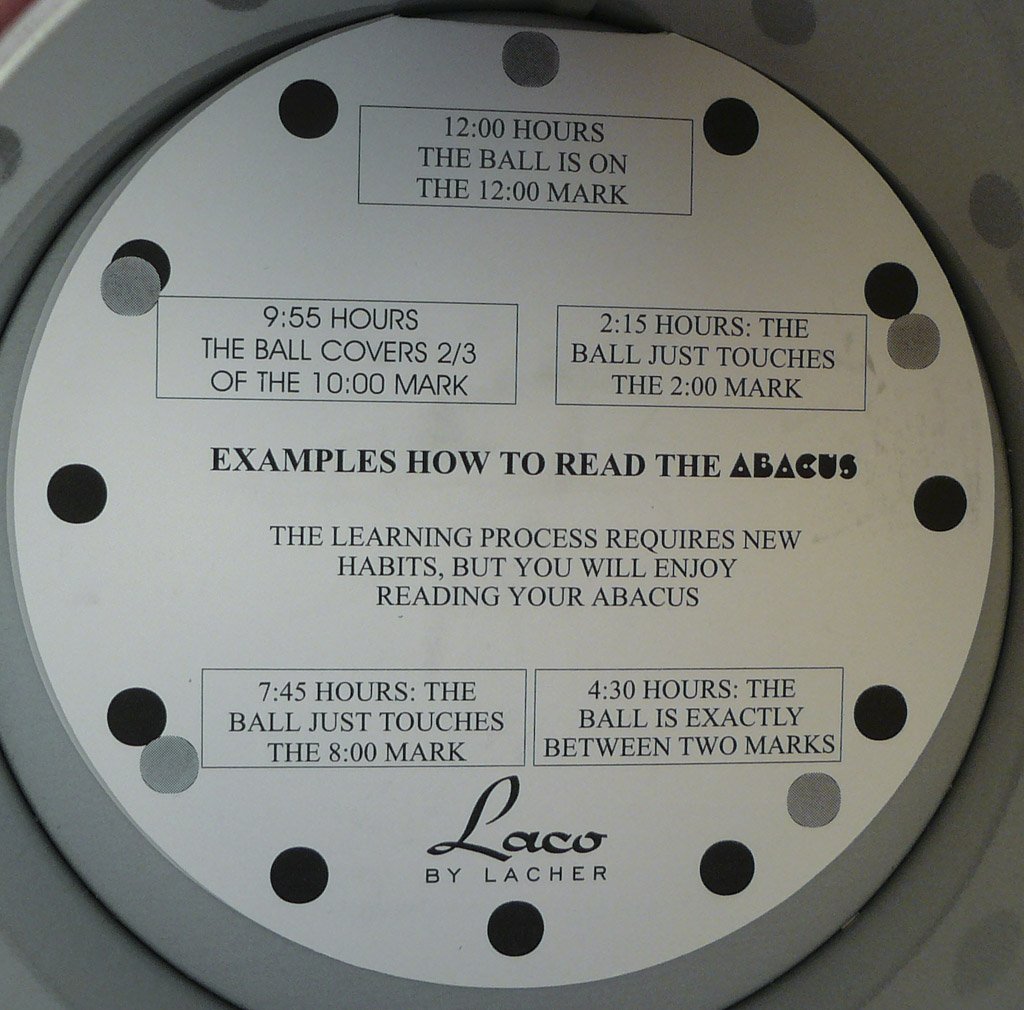 12:00 HOURS
THE BALL IS ON
THE 12:00 MARK
9:55 HOURS
THE BALL COVERS 2/3
OF THE 10:00 MARK
2:15 HOURS: THE
BALL JUST TOUCHES
THE 2:00 MARK
EXAMPLES HOW TO READ THE ABACUS
THE LEARNING PROCESS REQUIRES NEW
HABITS, BUT YOU WILL ENJOY
READING YOUR ABACUS
7:45 HOURS: THE
BALL JUST TOUCHES
THE 8:00 MARK
4:30 HOURS: THE
BALL IS EXACTLY
BETWEEN TWO MARKS
Laco
BY LACHER